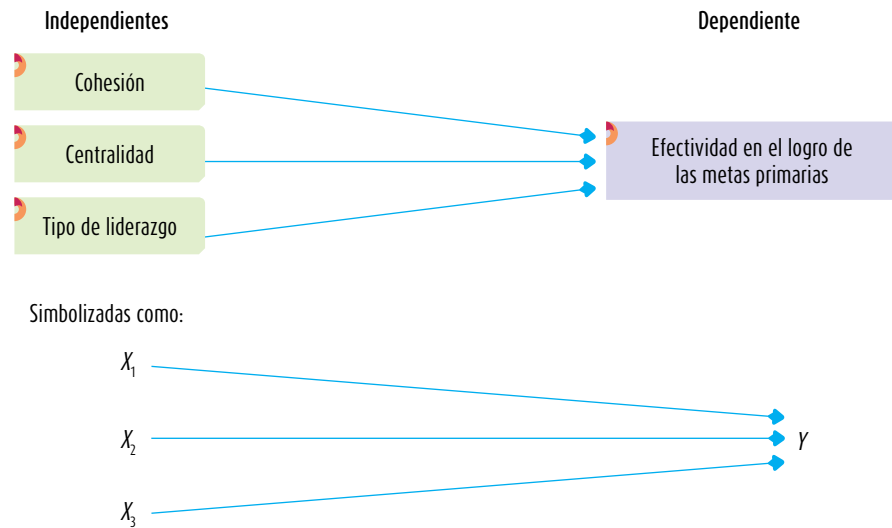 Independientes
Dependiente
Cohesión
Centralidad
Tipo de liderazgo
Efectividad en el logro de
las metas primarias
Simbolizadas como:
X₁
X₂
X₃
Y